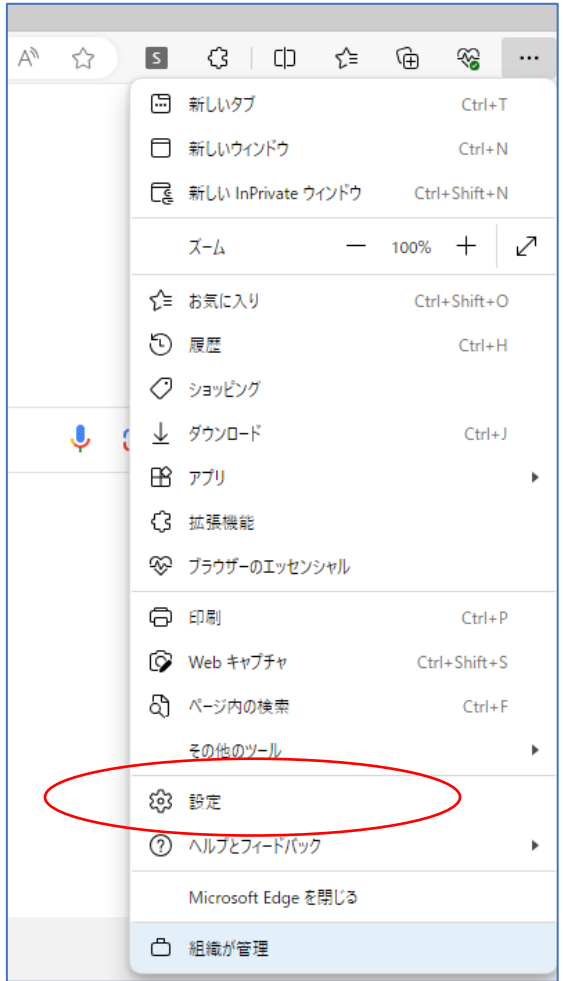 A
S
新しいタブ Ctrl+T
新しいウィンドウ Ctrl+N
新しい InPrivate ウィンドウ Ctrl+Shift+N
ズーム 100%
お気に入り Ctrl+Shift+O
履歴 Ctrl+H
ショッピング
ダウンロード Ctrl+J
アプリ
拡張機能
ブラウザーのエッセンシャル
印刷 Ctrl+P
Web キャプチャ Ctrl+Shift+S
ページ内の検索 Ctrl+F
その他のツール
設定
ヘルプとフィードバック
Microsoft Edge を閉じる
組織が管理